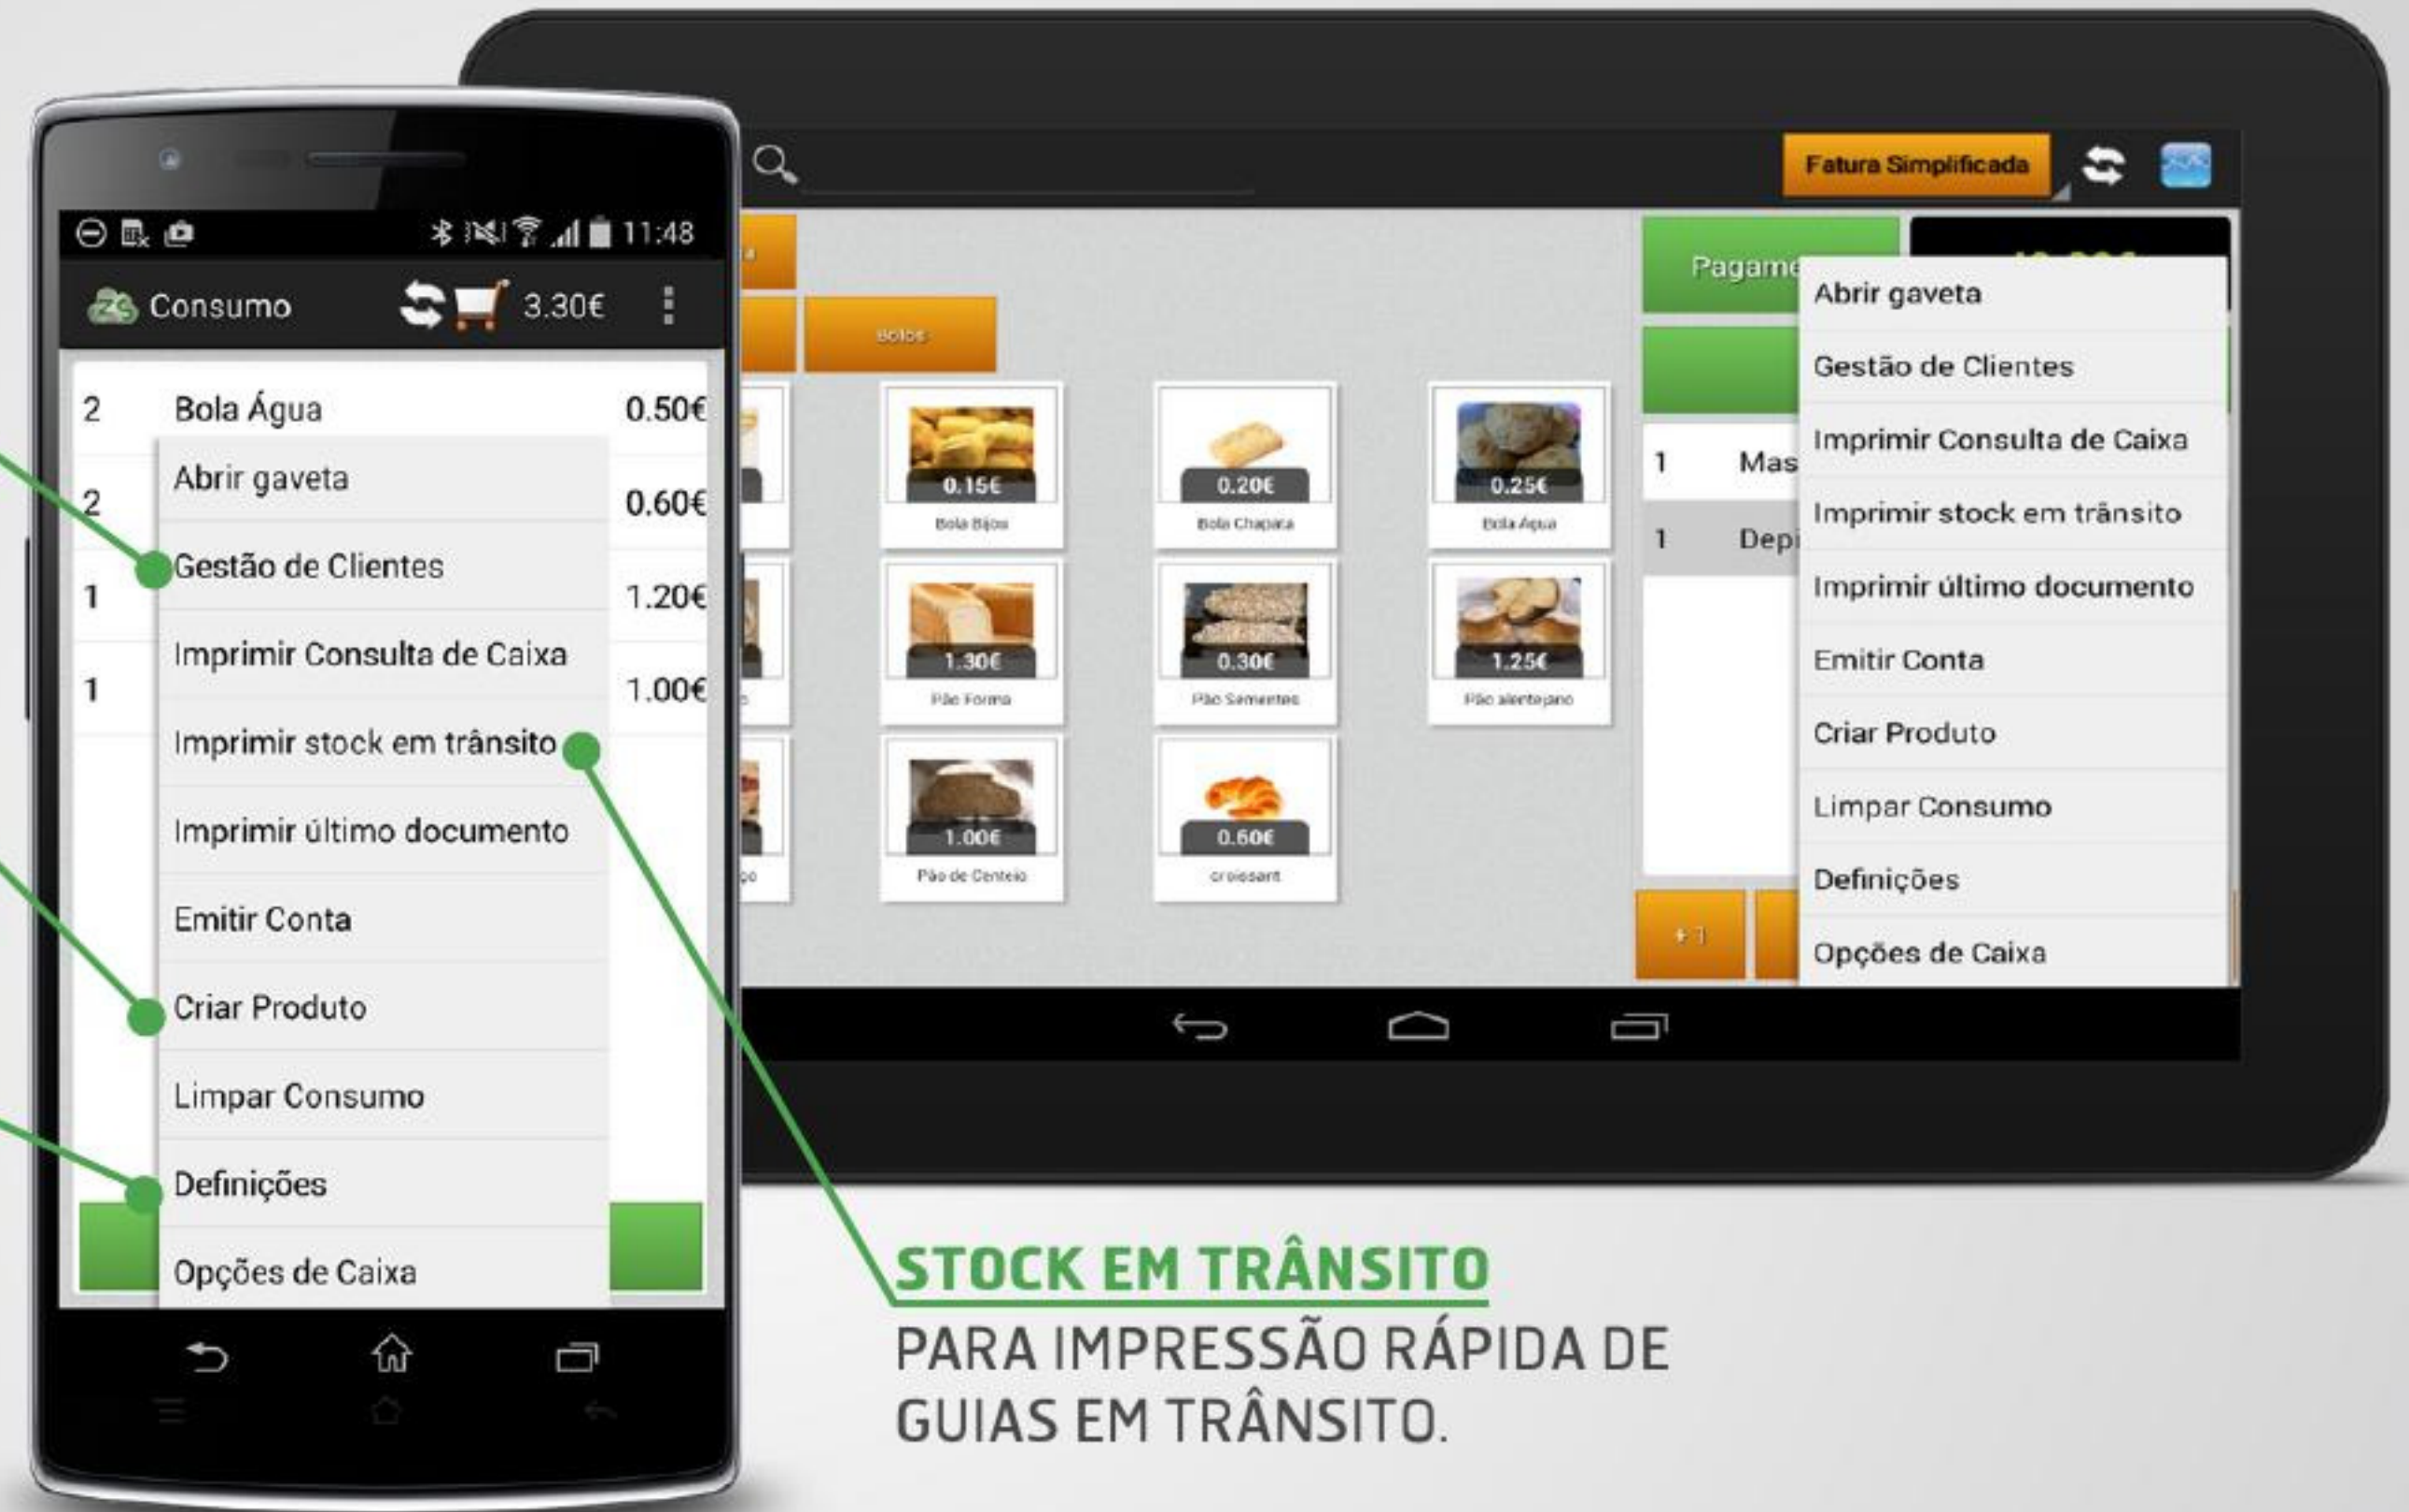 11:48
ZS Consumo 3.30€
2 Bola Água 0.50€
2 0.60€
1 1.20€
1 1.00€
Abrir gaveta
Gestão de Clientes
Imprimir Consulta de Caixa
Imprimir stock em trânsito
Imprimir último documento
Emitir Conta
Criar Produto
Limpar Consumo
Definições
Opções de Caixa
Fatura Simplificada
Bolos
0.15€
Bola Bijou
0.20€
Bola Chapata
0.25€
Bola Água
1.30€
Pão Forma
0.30€
Pão Sementes
1.25€
Pão alentejano
1.00€
Pão de Centeio
0.60€
croissant
Pagame
1 Mas
1 Depi
+1
Abrir gaveta
Gestão de Clientes
Imprimir Consulta de Caixa
Imprimir stock em trânsito
Imprimir último documento
Emitir Conta
Criar Produto
Limpar Consumo
Definições
Opções de Caixa
STOCK EM TRÂNSITO
PARA IMPRESSÃO RÁPIDA DE
GUIAS EM TRÂNSITO.